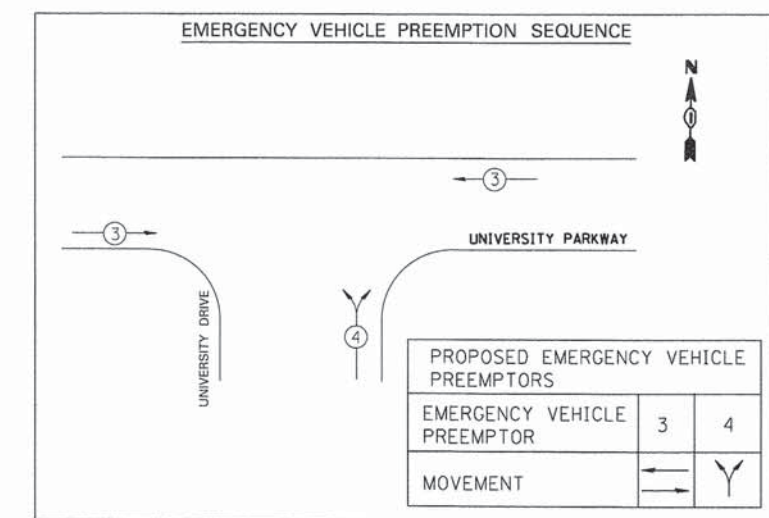 EMERGENCY VEHICLE PREEMPTION SEQUENCE
N
3
3
UNIVERSITY PARKWAY
UNIVERSITY DRIVE
4
PROPOSED EMERGENCY VEHICLE
PREEMPTORS
EMERGENCY VEHICLE
PREEMPTOR
3
4
MOVEMENT